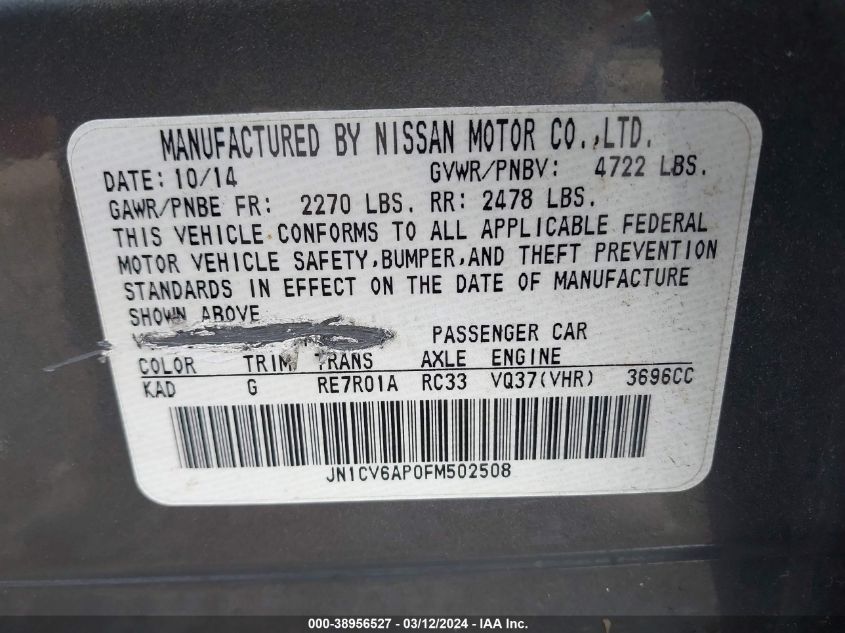 MANUFACTURED BY NISSAN MOTOR CO.,LTD.
DATE: 10/14 GVWR/PNBV: 4722 LBS.
GAWR/PNBE FR: 2270 LBS. RR: 2478 LBS.
THIS VEHICLE CONFORMS TO ALL APPLICABLE FEDERAL
MOTOR VEHICLE SAFETY,BUMPER,AND THEFT PREVENTION
STANDARDS IN EFFECT ON THE DATE OF MANUFACTURE
SHOWN ABOVE
PASSENGER CAR
COLOR TRIM TRANS AXLE ENGINE
KAD G RE7R01A RC33 VQ37(VHR) 3696CC
JN1CV6AP0FM502508
000-38956527 - 03/12/2024 - IAA Inc.